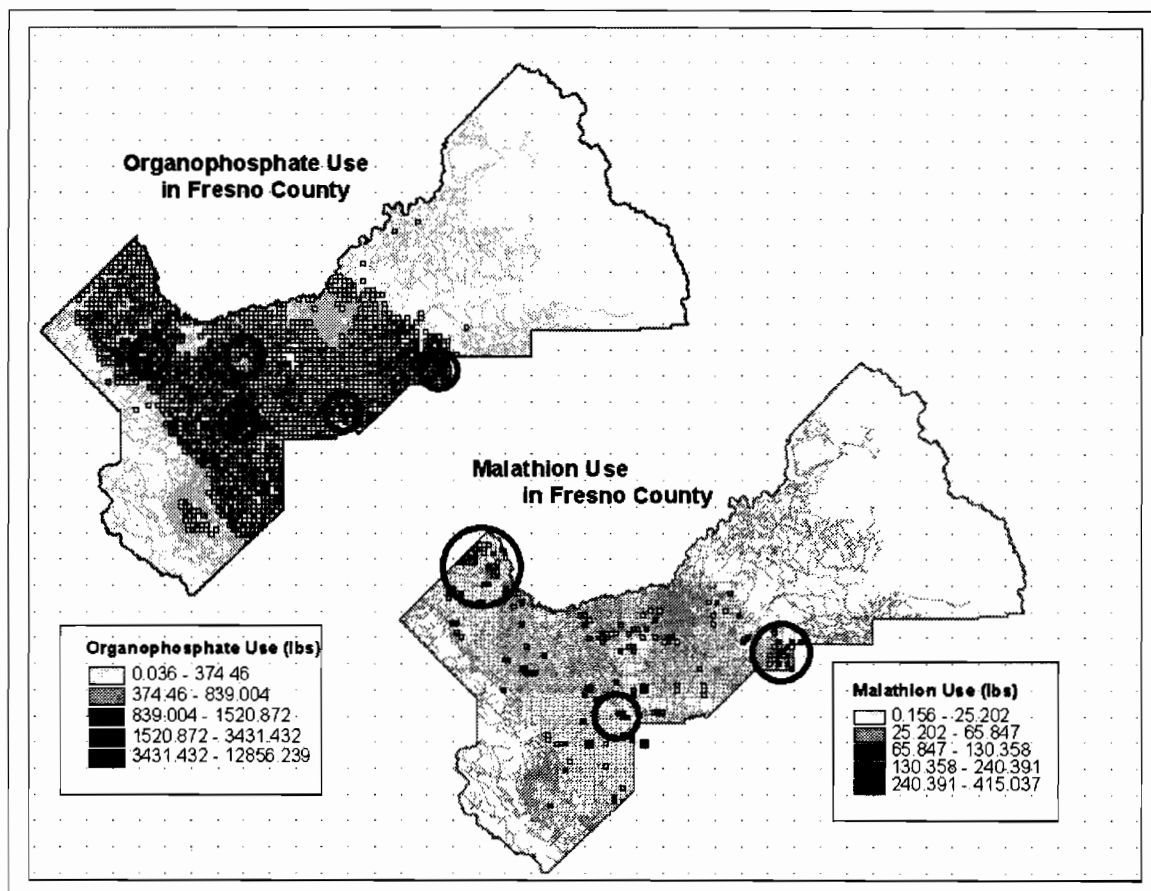 Organophosphate Use
in Fresno County
Malathion Use
in Fresno County
Organophosphate Use (lbs)
0.036 - 374.46
374.46 - 839.004
839.004 - 1520.872
1520.872 - 3431.432
3431.432 - 12856.239
Malathion Use (lbs)
0.156 - 25.202
25.202 - 65.847
65.847 - 130.358
130.358 - 240.391
240.391 - 415.037